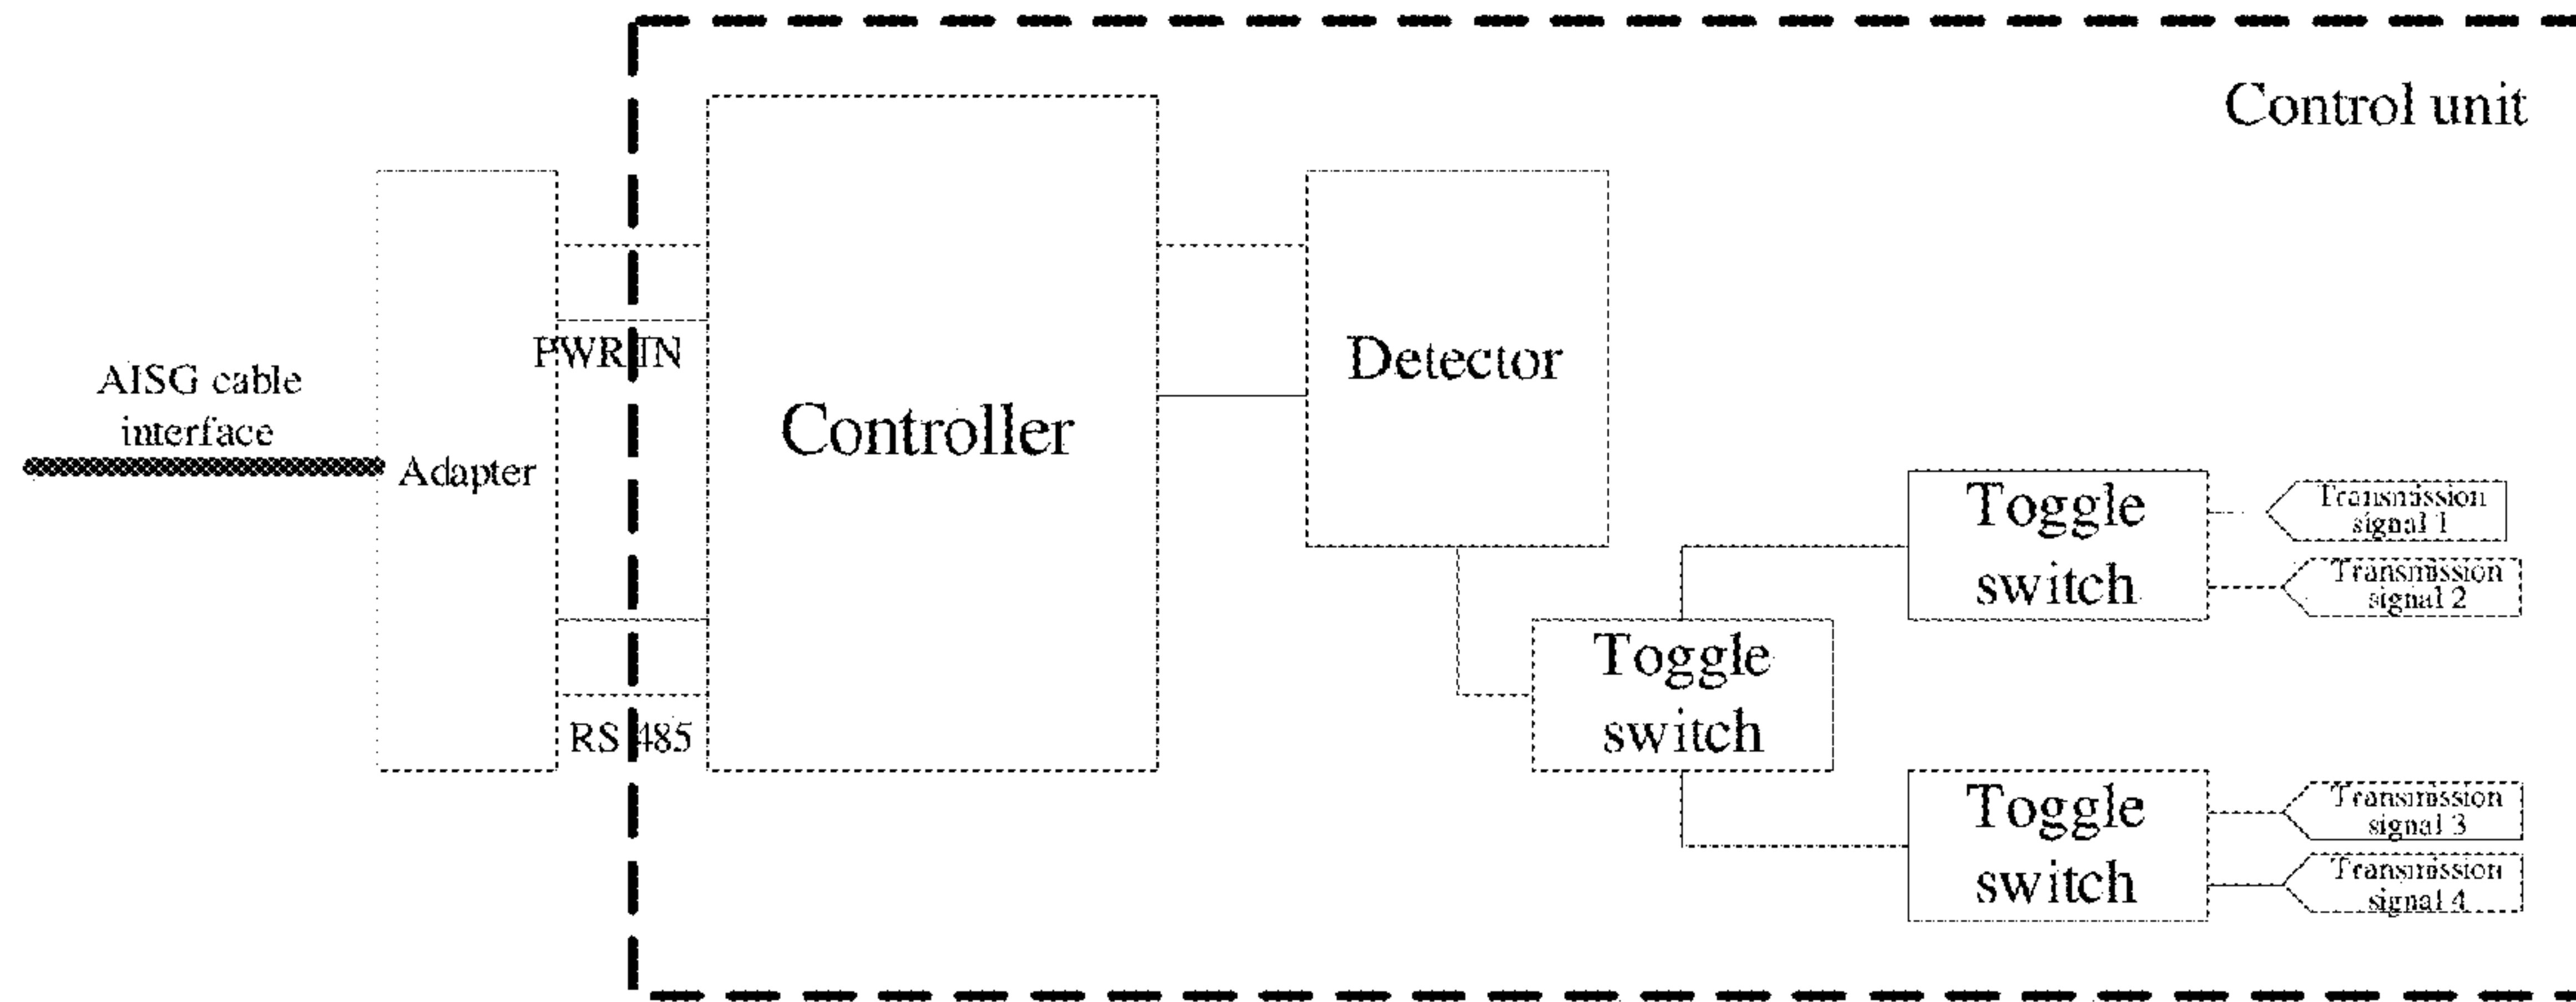 Control unit
AISG cable
interface
Adapter
PWR IN
RS 485
Controller
Detector
Toggle
switch
Toggle
switch
Transmission
signal 1
Transmission
signal 2
Toggle
switch
Transmission
signal 3
Transmission
signal 4